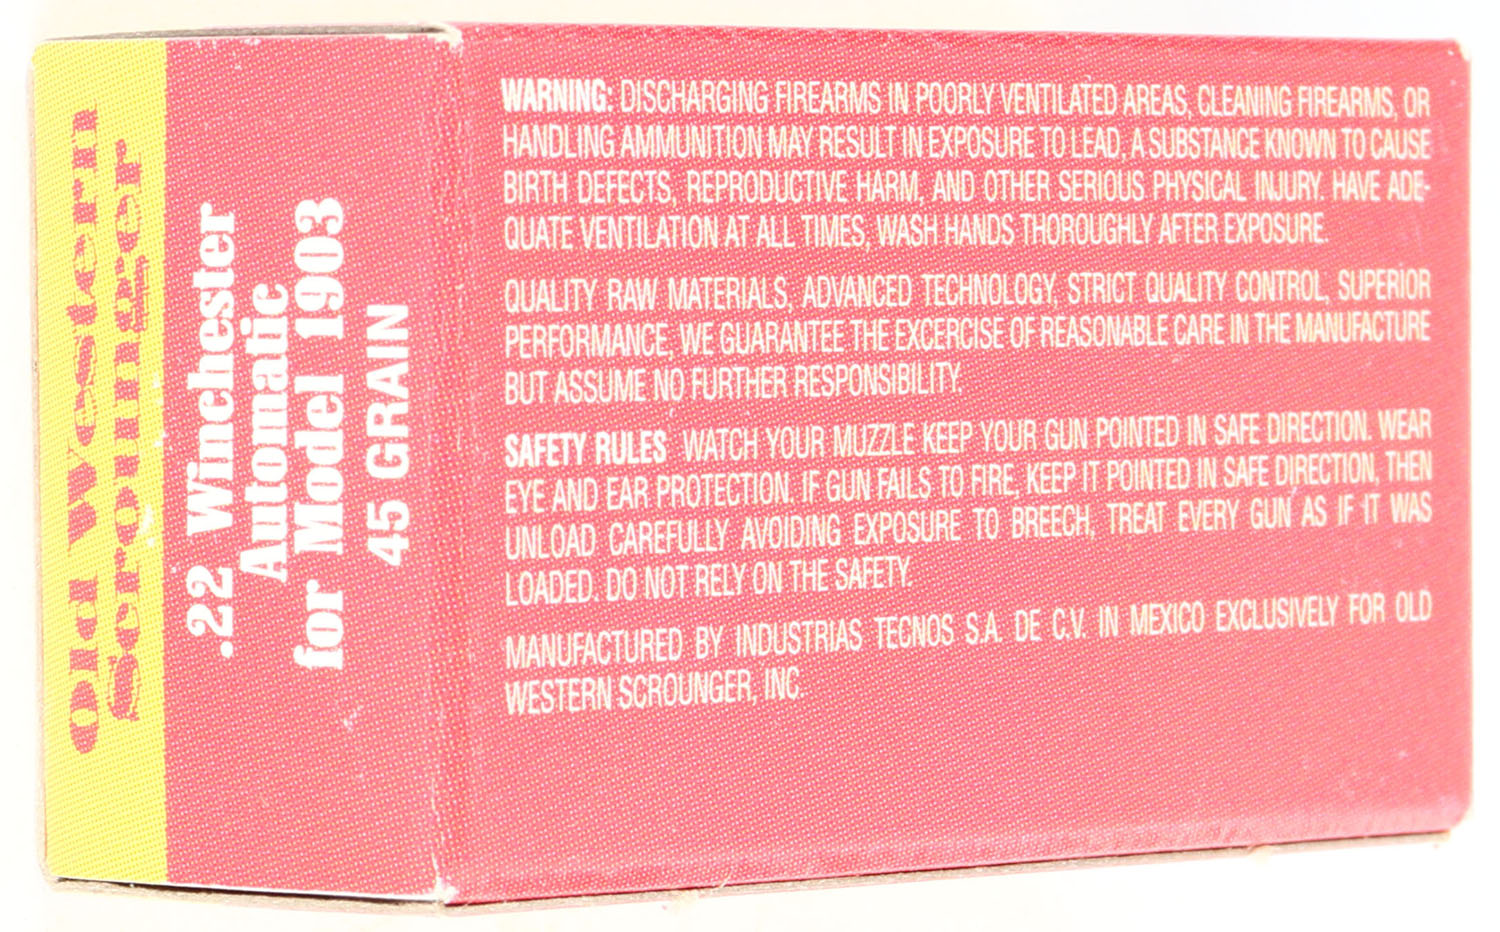 Old Western
Scrounger
.22 Winchester
Automatic
for Model 1903
45 GRAIN
WARNING: DISCHARGING FIREARMS IN POORLY VENTILATED AREAS, CLEANING FIREARMS, OR
HANDLING AMMUNITION MAY RESULT IN EXPOSURE TO LEAD, A SUBSTANCE KNOWN TO CAUSE
BIRTH DEFECTS, REPRODUCTIVE HARM, AND OTHER SERIOUS PHYSICAL INJURY. HAVE ADE-
QUATE VENTILATION AT ALL TIMES, WASH HANDS THOROUGHLY AFTER EXPOSURE.
QUALITY RAW MATERIALS, ADVANCED TECHNOLOGY, STRICT QUALITY CONTROL, SUPERIOR
PERFORMANCE, WE GUARANTEE THE EXCERCISE OF REASONABLE CARE IN THE MANUFACTURE
BUT ASSUME NO FURTHER RESPONSIBILITY.
SAFETY RULES WATCH YOUR MUZZLE KEEP YOUR GUN POINTED IN SAFE DIRECTION. WEAR
EYE AND EAR PROTECTION. IF GUN FAILS TO FIRE, KEEP IT POINTED IN SAFE DIRECTION, THEN
UNLOAD CAREFULLY AVOIDING EXPOSURE TO BREECH, TREAT EVERY GUN AS IF IT WAS
LOADED. DO NOT RELY ON THE SAFETY.
MANUFACTURED BY INDUSTRIAS TECNOS S.A. DE C.V. IN MEXICO EXCLUSIVELY FOR OLD
WESTERN SCROUNGER, INC.